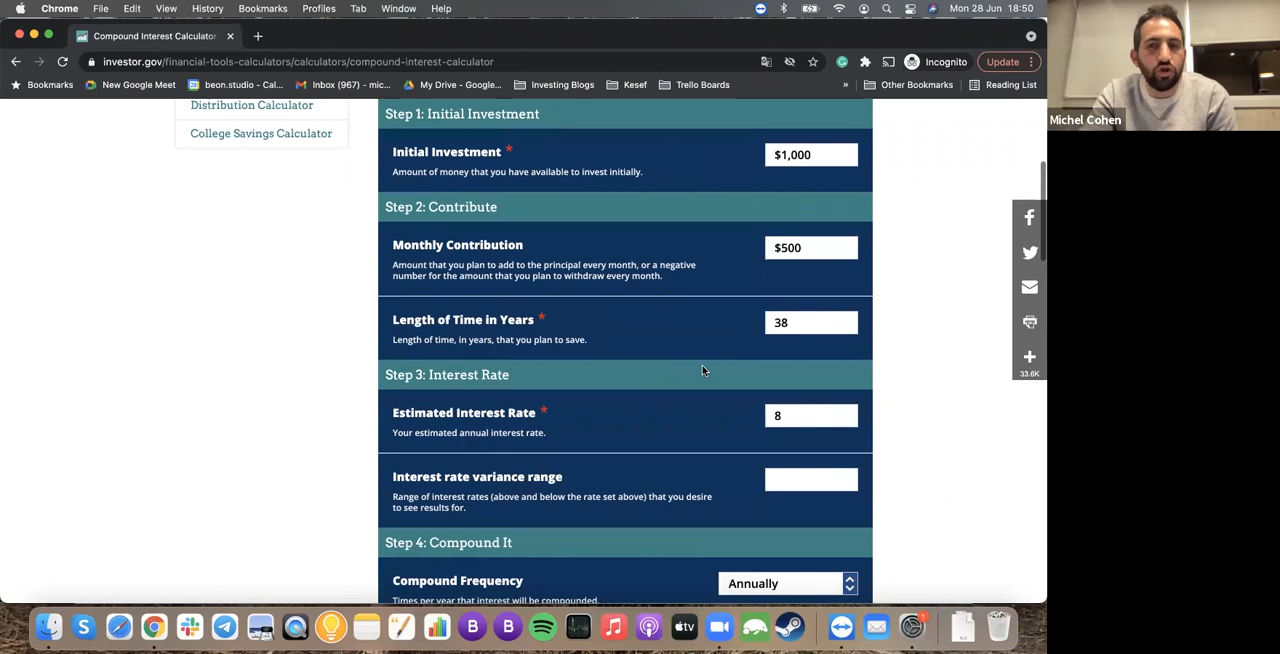 Chrome File Edit View History Bookmarks Profiles Tab Window Help Mon 28 Jun 18:50
Compound Interest Calculator
investor.gov/financial-tools-calculators/calculators/compound-interest-calculator Incognito Update
Bookmarks New Google Meet beon.studio - Cal... Inbox (967) - mic... My Drive - Google... Investing Blogs Kesef Trello Boards » Other Bookmarks Reading List
Michel Cohen
Distribution Calculator
College Savings Calculator
Step 1: Initial Investment
Initial Investment * $1,000
Amount of money that you have available to invest initially.
Step 2: Contribute
Monthly Contribution $500
Amount that you plan to add to the principal every month, or a negative
number for the amount that you plan to withdraw every month.
Length of Time in Years * 38
Length of time, in years, that you plan to save.
33.6K
Step 3: Interest Rate
Estimated Interest Rate * 8
Your estimated annual interest rate.
Interest rate variance range
Range of interest rates (above and below the rate set above) that you desire
to see results for.
Step 4: Compound It
Compound Frequency Annually
Times per year that interest will be compounded.
tv